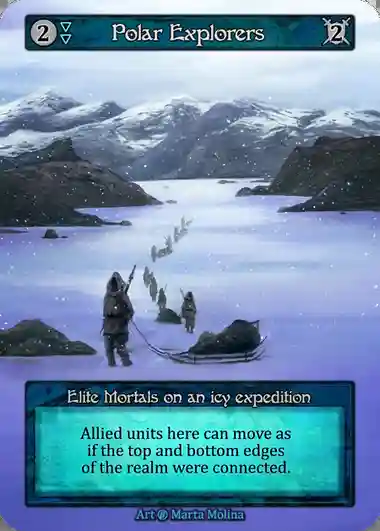 2 Polar Explorers 2
Elite Mortals on an icy expedition
Allied units here can move as
if the top and bottom edges
of the realm were connected.
Art @ Marta Molina